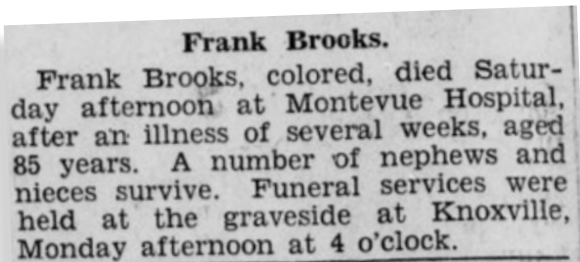 Frank Brooks.
Frank Brooks, colored, died Satur-
day afternoon at Montevue Hospital,
after an illness of several weeks, aged
85 years. A number of nephews and
nieces survive. Funeral services were
held at the graveside at Knoxville,
Monday afternoon at 4 o'clock.